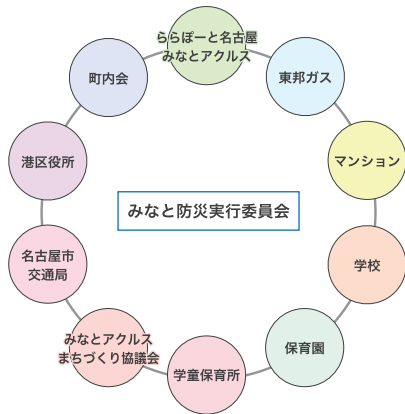 ららぽーと名古屋
みなとアクルス
東邦ガス
マンション
学校
保育園
学童保育所
みなとアクルス
まちづくり協議会
名古屋市
交通局
港区役所
町内会
みなと防災実行委員会